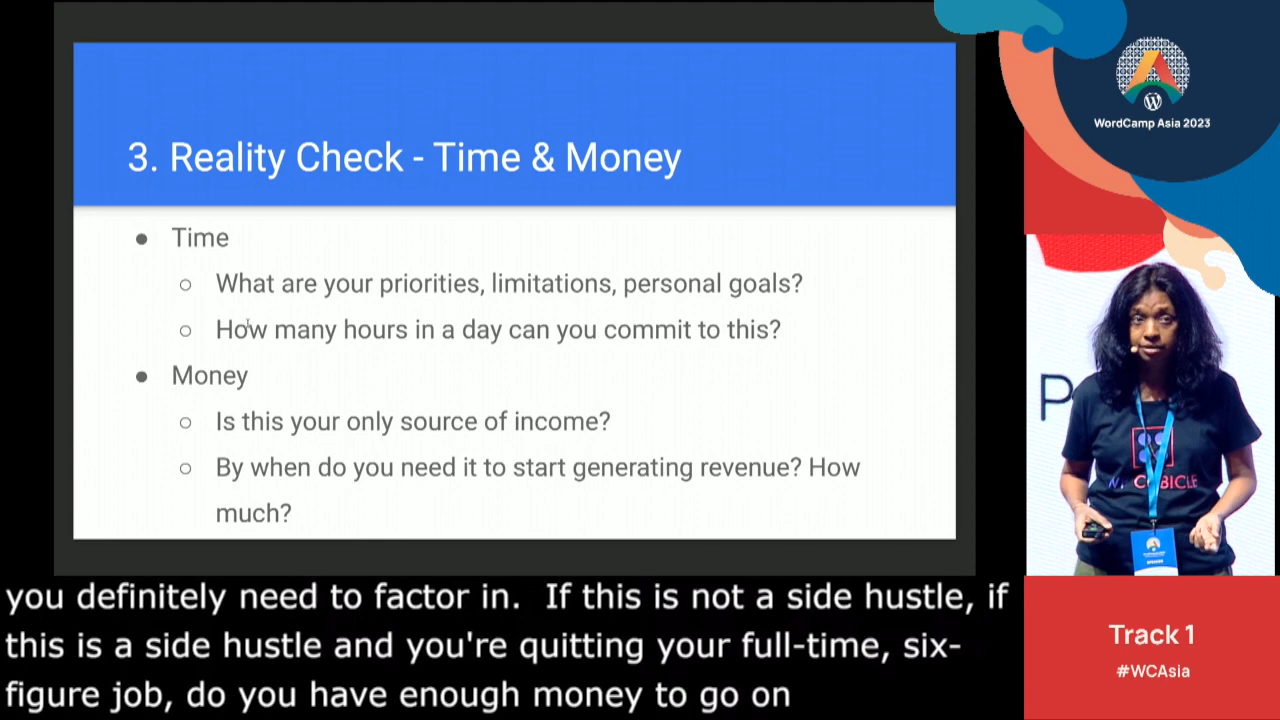 3. Reality Check - Time & Money
● Time
○ What are your priorities, limitations, personal goals?
○ How many hours in a day can you commit to this?
● Money
○ Is this your only source of income?
○ By when do you need it to start generating revenue? How
much?
you definitely need to factor in.  If this is not a side hustle, if
this is a side hustle and you're quitting your full-time, six-
figure job, do you have enough money to go on
WordCamp Asia 2023
P
CUBICLE
Track 1
#WCAsia